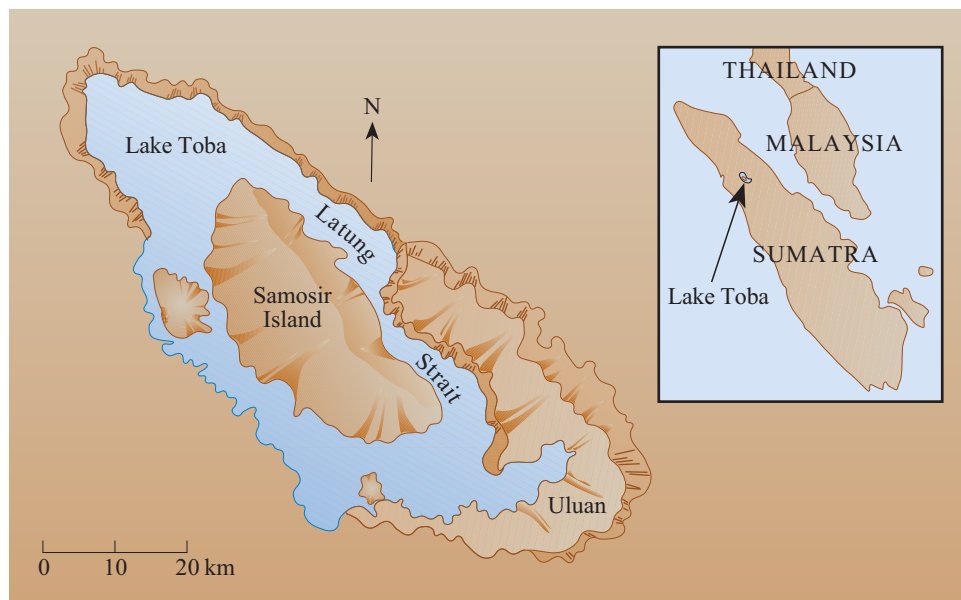 N
Lake Toba
Latung
Samosir
Island
Strait
Uluan
0 10 20 km
THAILAND
MALAYSIA
SUMATRA
Lake Toba